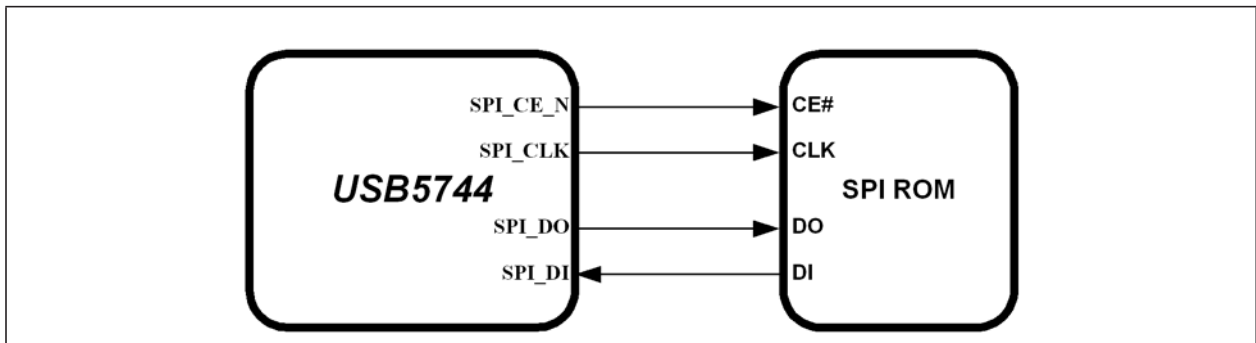 SPI_CE_N CE#
SPI_CLK CLK
USB5744 SPI ROM
SPI_DO DO
SPI_DI DI